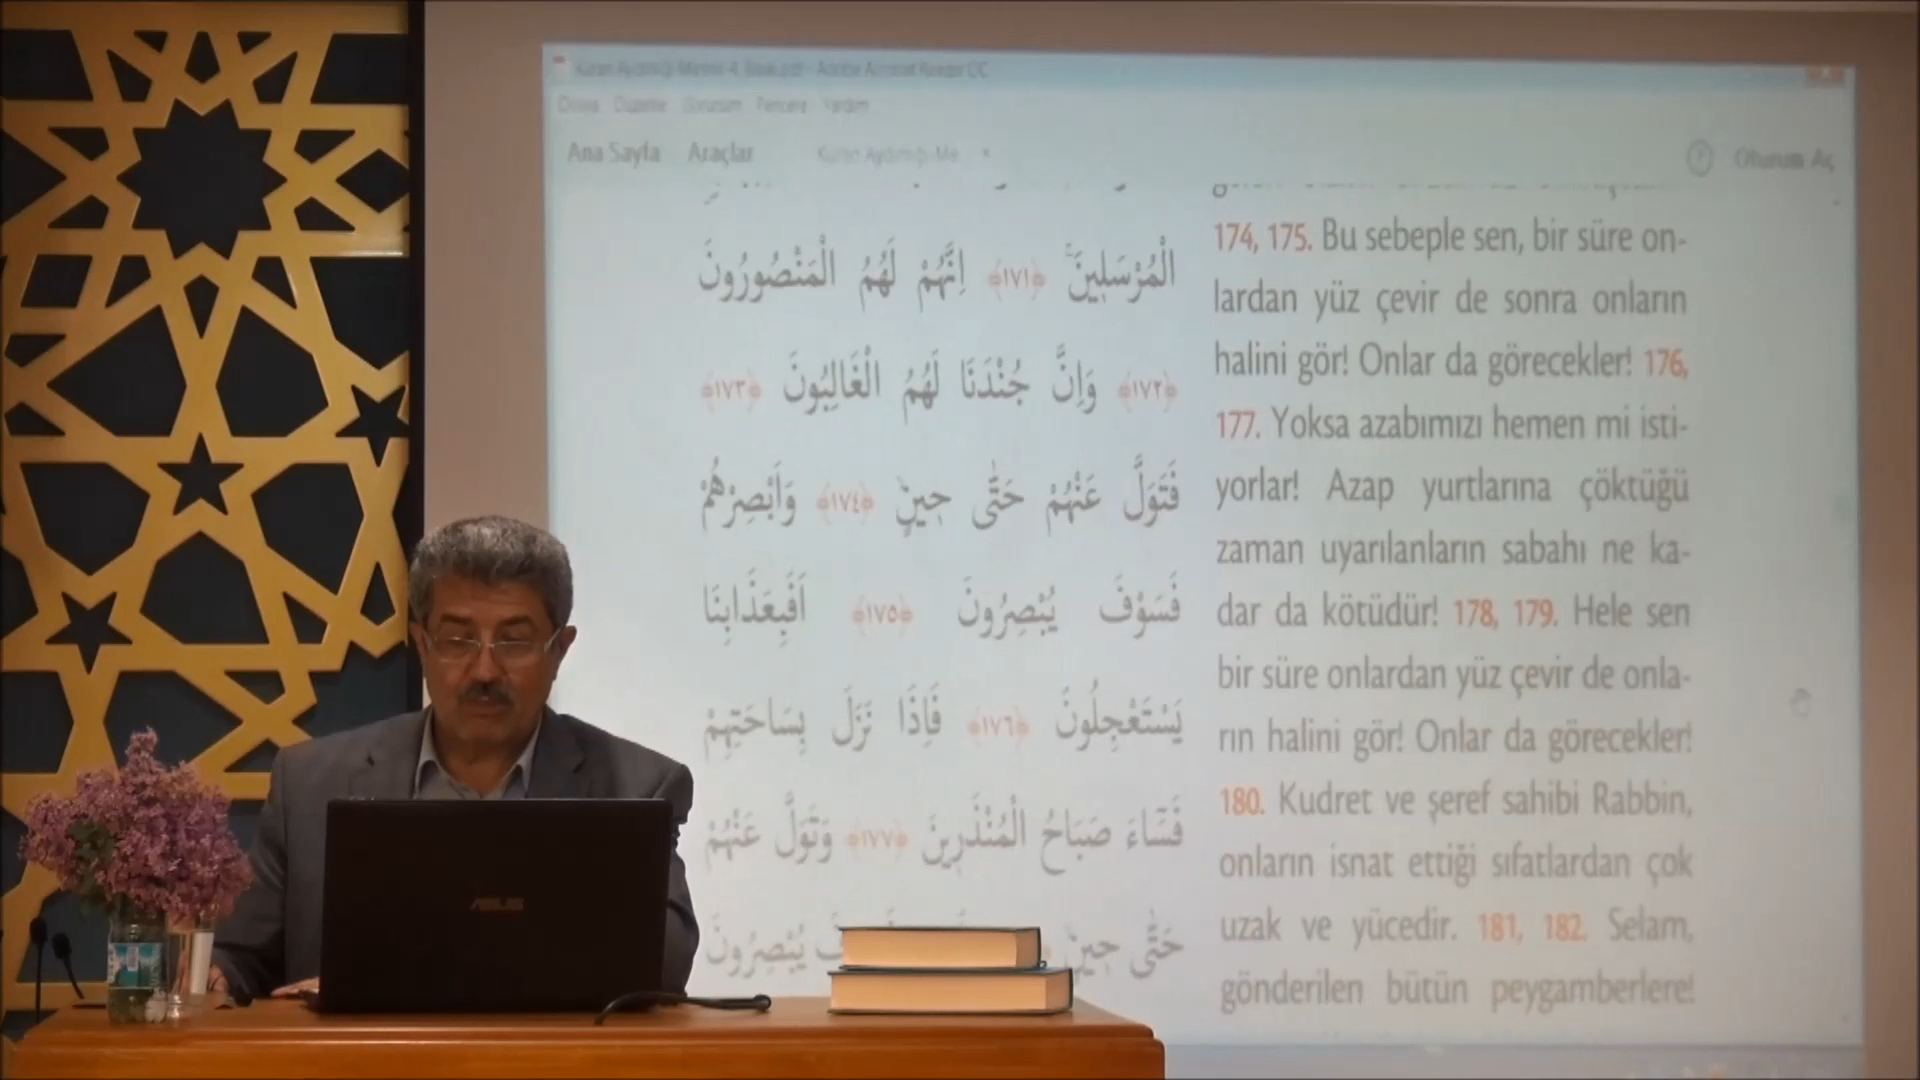 Ana Sayfa Araçlar Oturum Aç
الْمُرْسَلِينَۚ ﴿١٧١﴾ اِنَّهُمْ لَهُمُ الْمَنْصُورُونَ
﴿١٧٢﴾ وَاِنَّ جُنْدَنَا لَهُمُ الْغَالِبُونَ ﴿١٧٣﴾
فَتَوَلَّ عَنْهُمْ حَتّٰى ح۪ينٍۙ ﴿١٧٤﴾ وَاَبْصِرْهُمْ
فَسَوْفَ يُبْصِرُونَ ﴿١٧٥﴾ اَفَبِعَذَابِنَا
يَسْتَعْجِلُونَ ﴿١٧٦﴾ فَاِذَا نَزَلَ بِسَاحَتِهِمْ
فَسَٓاءَ صَبَاحُ الْمُنْذَر۪ينَ ﴿١٧٧﴾ وَتَوَلَّ عَنْهُمْ
حَتّٰى ح۪ينٍۙ يُبْصِرُونَ
174, 175. Bu sebeple sen, bir süre on-
lardan yüz çevir de sonra onların
halini gör! Onlar da görecekler! 176,
177. Yoksa azabımızı hemen mi isti-
yorlar! Azap yurtlarına çöktüğü
zaman uyarılanların sabahı ne ka-
dar da kötüdür! 178, 179. Hele sen
bir süre onlardan yüz çevir de onla-
rın halini gör! Onlar da görecekler!
180. Kudret ve şeref sahibi Rabbin,
onların isnat ettiği sıfatlardan çok
uzak ve yücedir. 181, 182. Selam,
gönderilen bütün peygamberlere!
ASUS